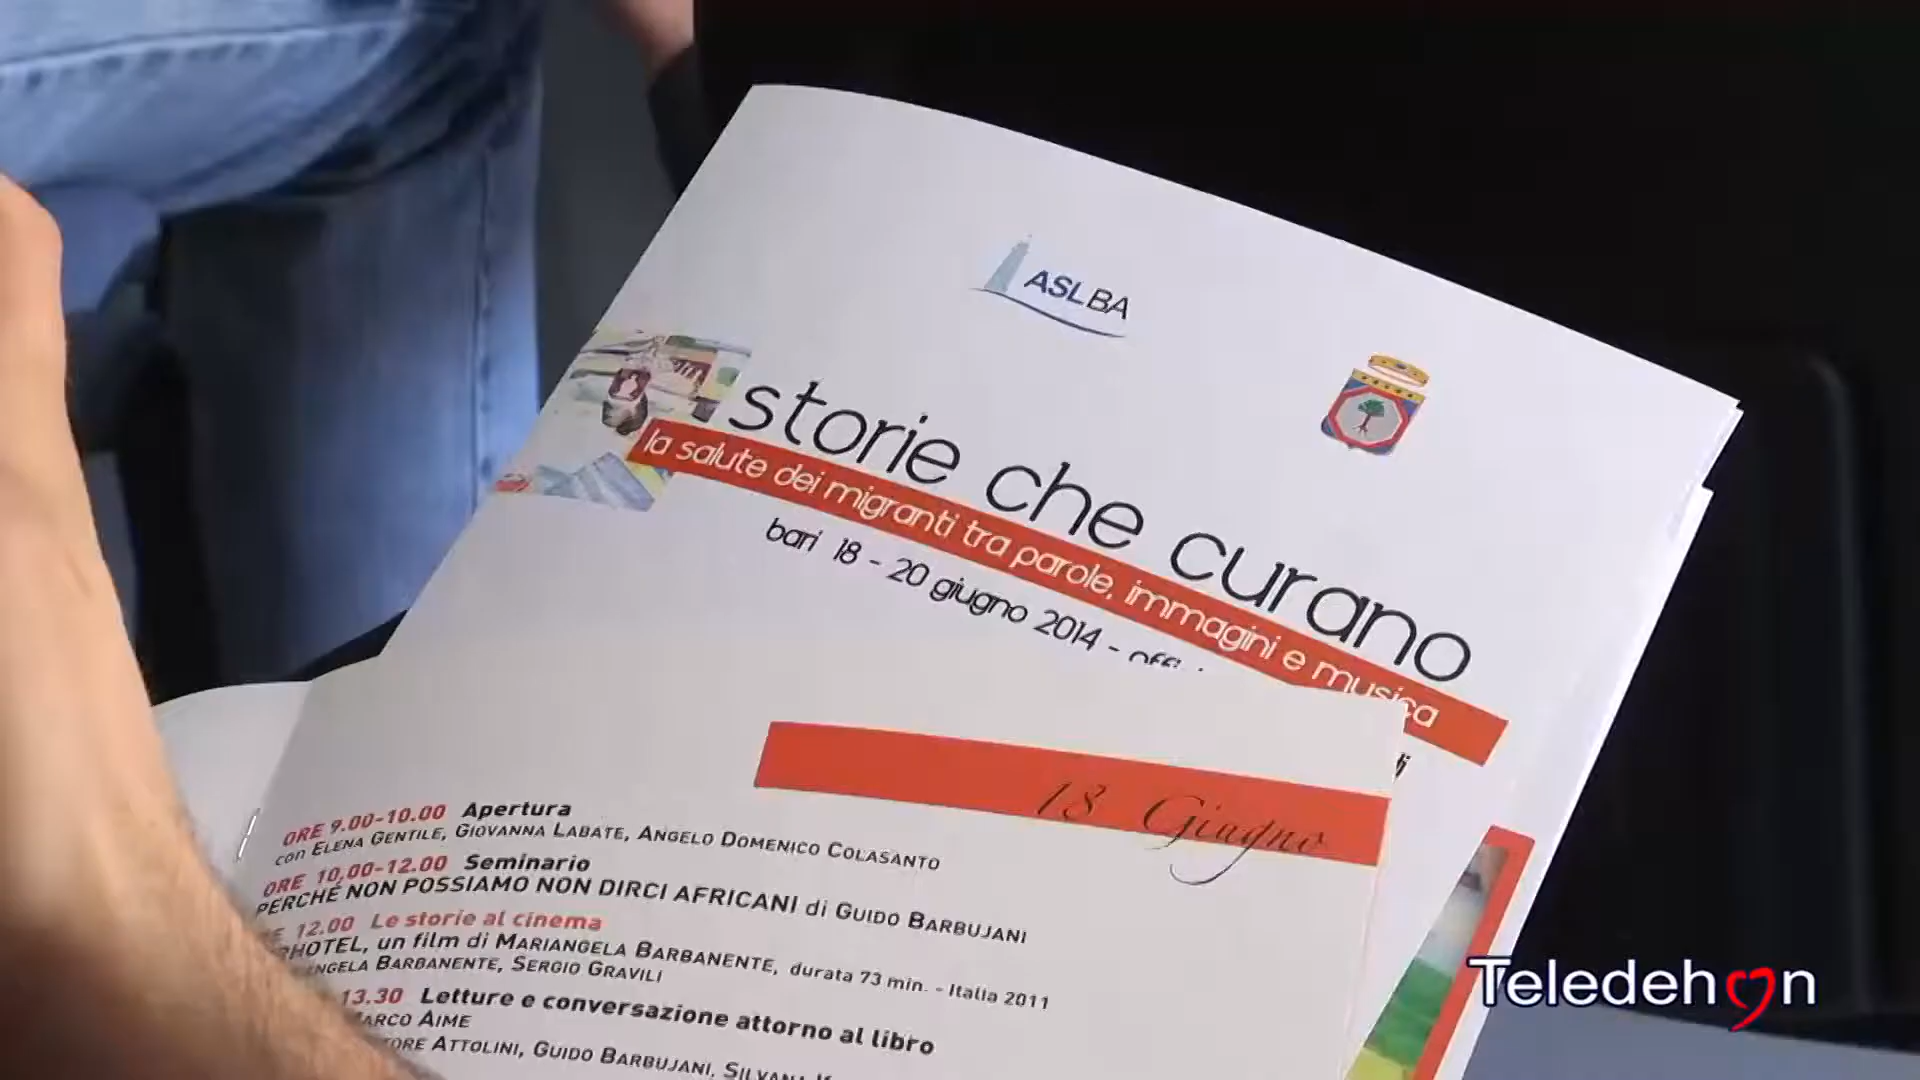 ASLBA
storie che curano
la salute dei migranti tra parole, immagini e musica
bari 18 - 20 giugno 2014 -
18 Giugno
ORE 9.00-10.00 Apertura
con ELENA GENTILE, GIOVANNA LABATE, ANGELO DOMENICO COLASANTO
ORE 10,00-12.00 Seminario
PERCHÉ NON POSSIAMO NON DIRCI AFRICANI di GUIDO BARBUJANI
12.00 Le storie al cinema
un film di MARIANGELA BARBANENTE, durata 73 min. - Italia 2011
BARBANENTE, SERGIO GRAVILI
13.30 Letture e conversazione attorno al libro
MARCO AIME
ATTOLINI, GUIDO BARBUJANI,
Teledehon